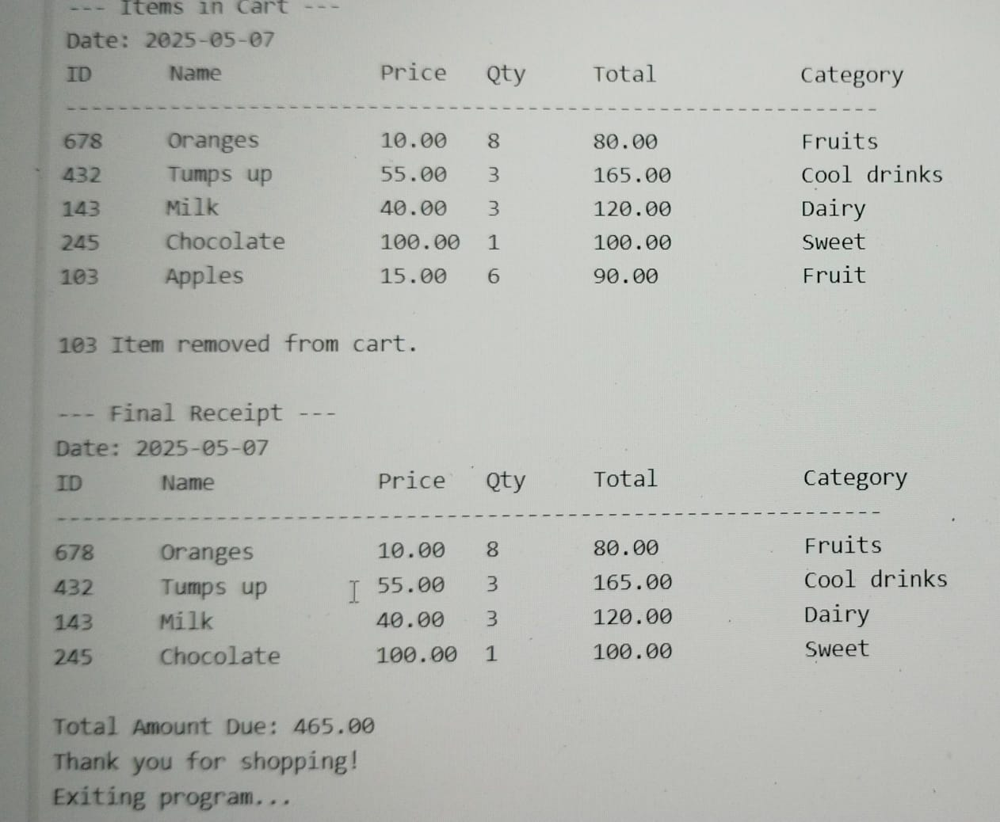 --- Items in Cart ---
Date: 2025-05-07
ID Name Price Qty Total Category
--------------------------------------------------------------------------
678 Oranges 10.00 8 80.00 Fruits
432 Tumps up 55.00 3 165.00 Cool drinks
143 Milk 40.00 3 120.00 Dairy
245 Chocolate 100.00 1 100.00 Sweet
103 Apples 15.00 6 90.00 Fruit
103 Item removed from cart.
--- Final Receipt ---
Date: 2025-05-07
ID Name Price Qty Total Category
--------------------------------------------------------------------------
678 Oranges 10.00 8 80.00 Fruits
432 Tumps up 55.00 3 165.00 Cool drinks
143 Milk 40.00 3 120.00 Dairy
245 Chocolate 100.00 1 100.00 Sweet
Total Amount Due: 465.00
Thank you for shopping!
Exiting program...